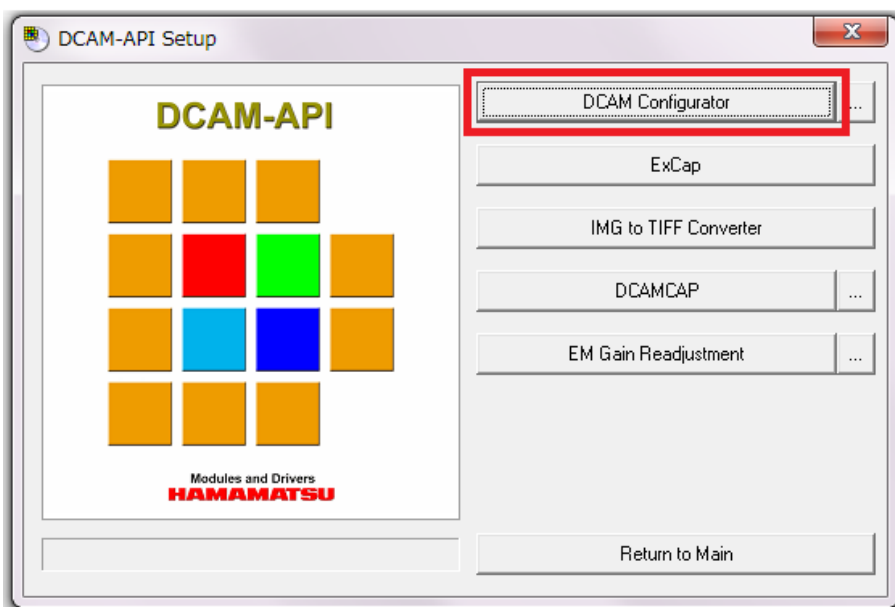 DCAM-API Setup
DCAM-API
Modules and Drivers
HAMAMATSU
DCAM Configurator
...
ExCap
IMG to TIFF Converter
DCAMCAP
...
EM Gain Readjustment
...
Return to Main